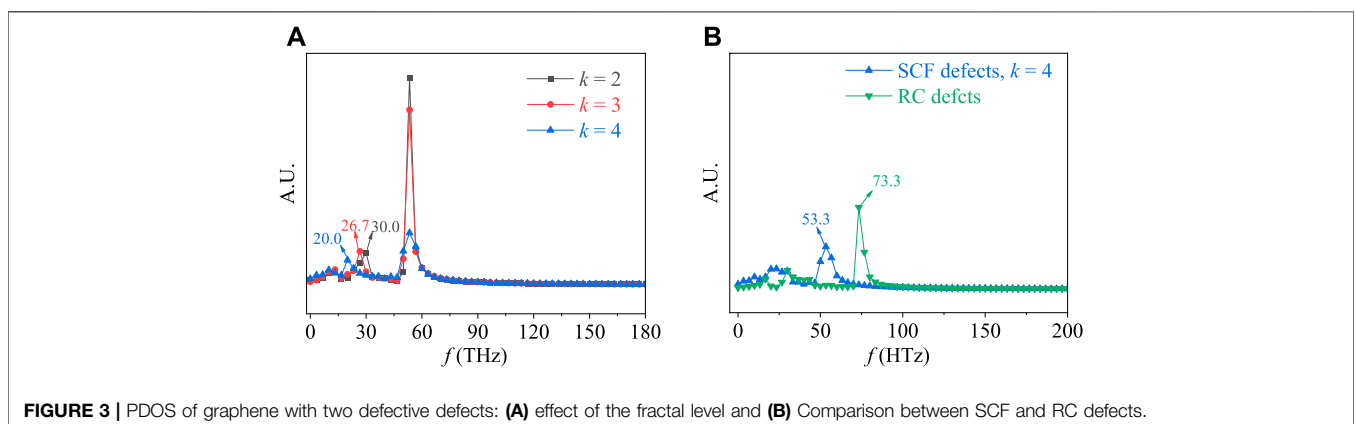 A
k = 2
k = 3
k = 4
20.0
26.7
30.0
A.U.
0 30 60 90 120 150 180
f (THz)
B
SCF defects, k = 4
RC defcts
53.3
73.3
A.U.
0 50 100 150 200
f (HTz)
FIGURE 3 | PDOS of graphene with two defective defects: (A) effect of the fractal level and (B) Comparison between SCF and RC defects.